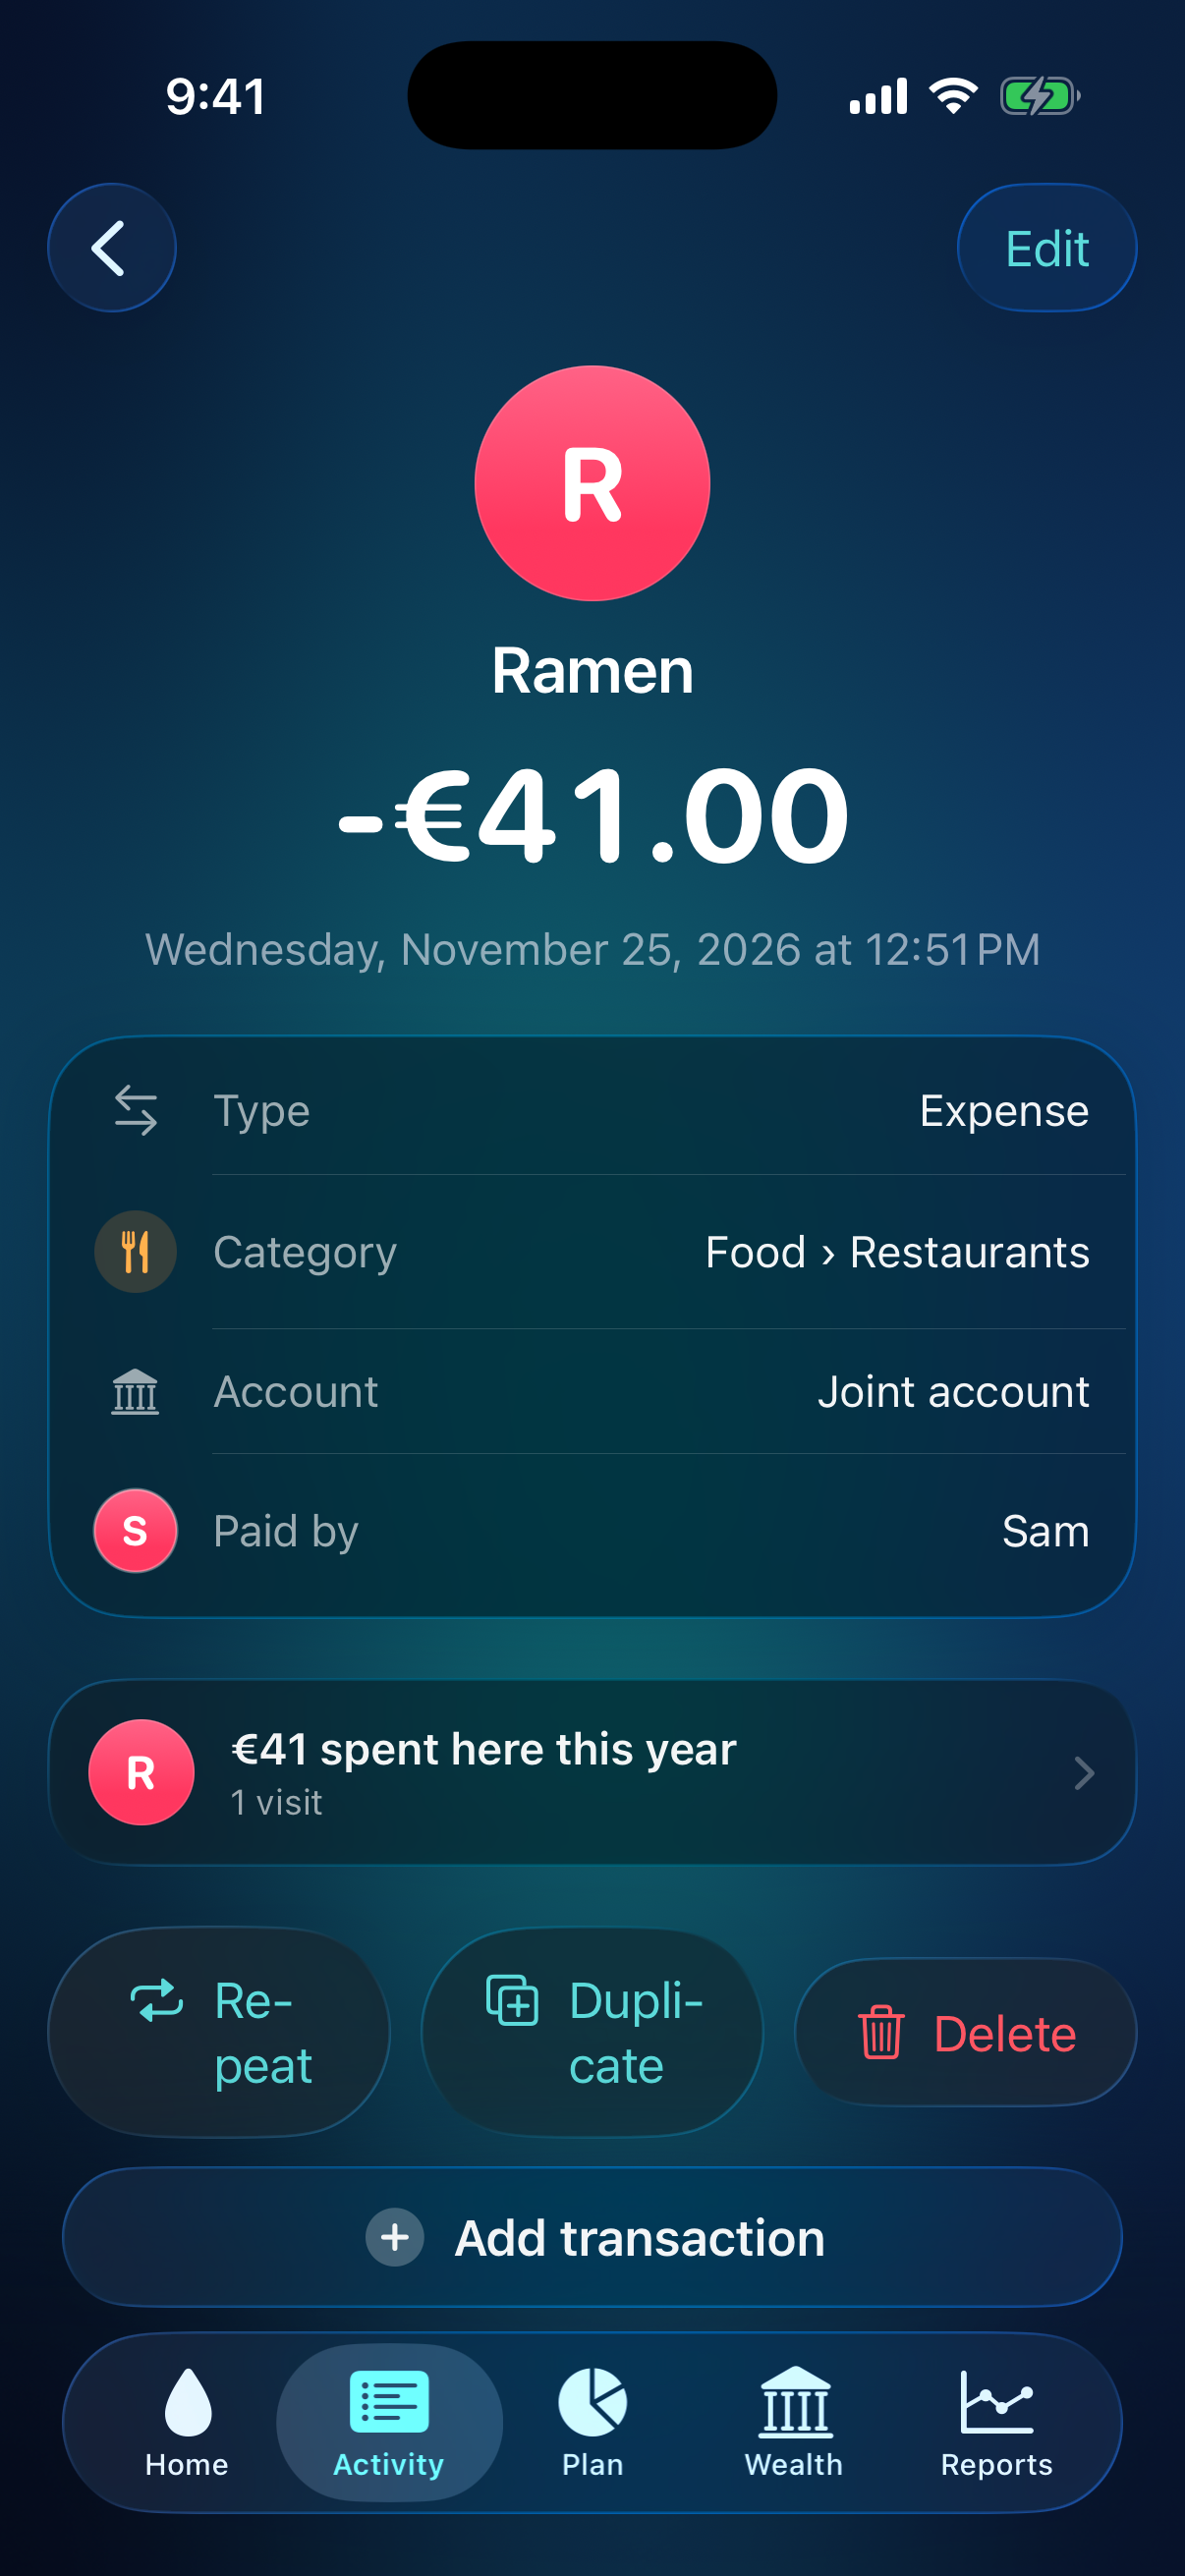 9:41
Edit
R
Ramen
-€41.00
Wednesday, November 25, 2026 at 12:51 PM
Type Expense
Category Food › Restaurants
Account Joint account
S Paid by Sam
R
€41 spent here this year
1 visit
Re-
peat
Dupli-
cate
Delete
Add transaction
Home Activity Plan Wealth Reports